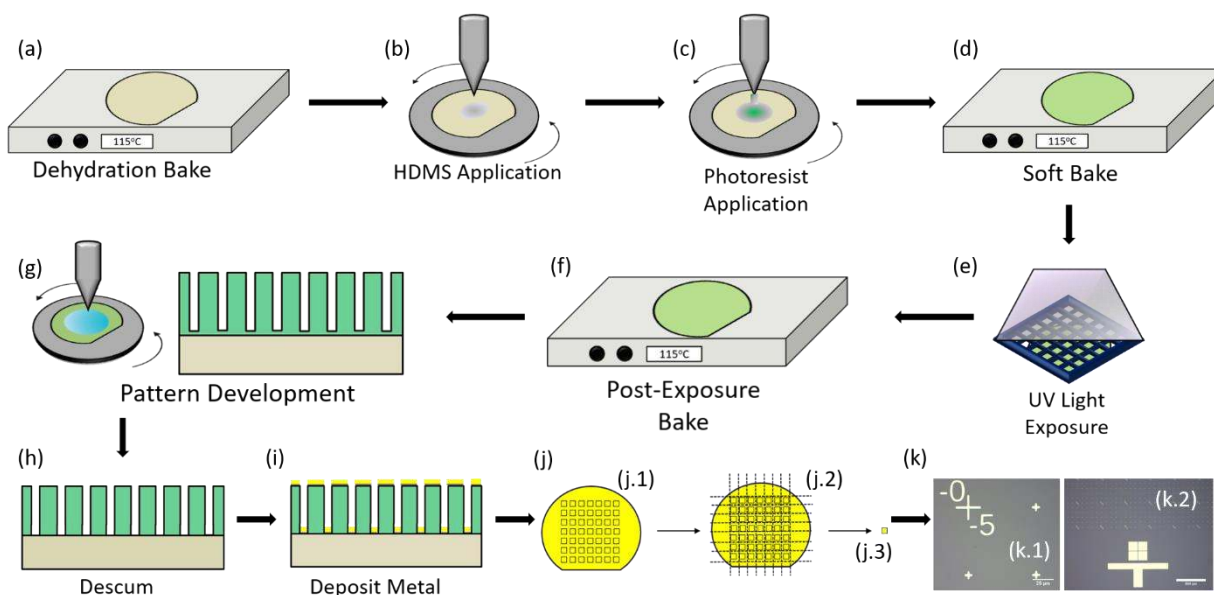 (a)
115°C
Dehydration Bake
(b)
HDMS Application
(c)
Photoresist
Application
(d)
115°C
Soft Bake
(e)
UV Light
Exposure
(f)
115°C
Post-Exposure
Bake
(g)
Pattern Development
(h)
Descum
(i)
Deposit Metal
(j)
(j.1)
(j.2)
(j.3)
(k)
-0
-5
(k.1)
(k.2)